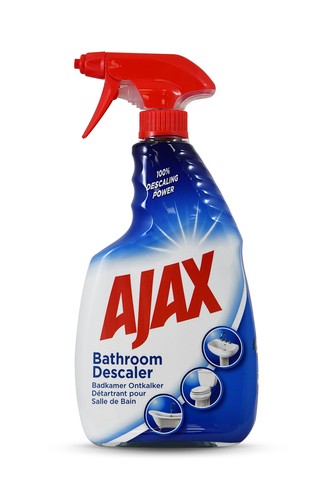 100%
DESCALING
POWER
AJAX
Bathroom
Descaler
Badkamer Ontkalker
Détartrant pour
Salle de Bain